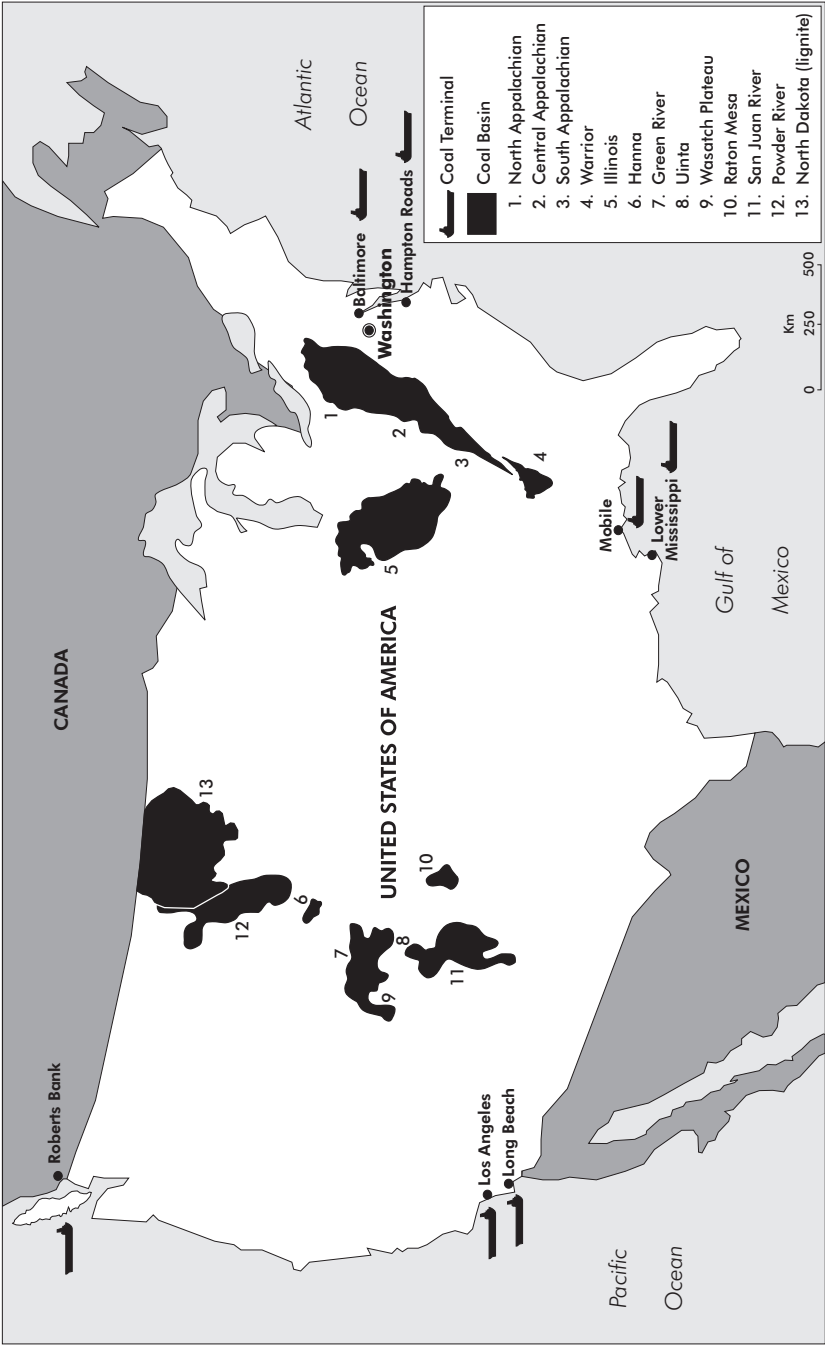 CANADA
Roberts Bank
UNITED STATES OF AMERICA
MEXICO
Atlantic
Ocean
Pacific
Ocean
Gulf of
Mexico
Baltimore
Washington
Hampton Roads
Mobile
Lower
Mississippi
Los Angeles
Long Beach
1
2
3
4
5
6
7
8
9
10
11
12
13
Km
0 250 500
Coal Terminal
Coal Basin
1. North Appalachian
2. Central Appalachian
3. South Appalachian
4. Warrior
5. Illinois
6. Hanna
7. Green River
8. Uinta
9. Wasatch Plateau
10. Raton Mesa
11. San Juan River
12. Powder River
13. North Dakota (lignite)